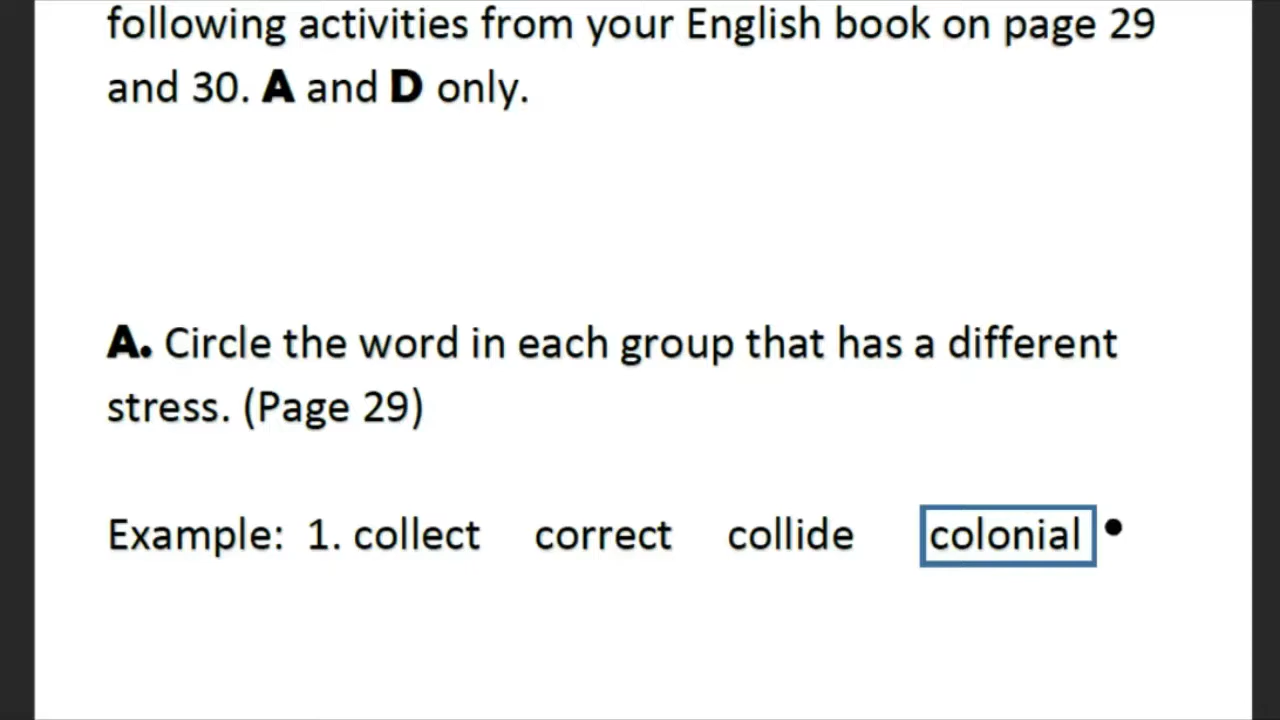 following activities from your English book on page 29
and 30. A and D only.
A. Circle the word in each group that has a different
stress. (Page 29)
Example: 1. collect correct collide colonial